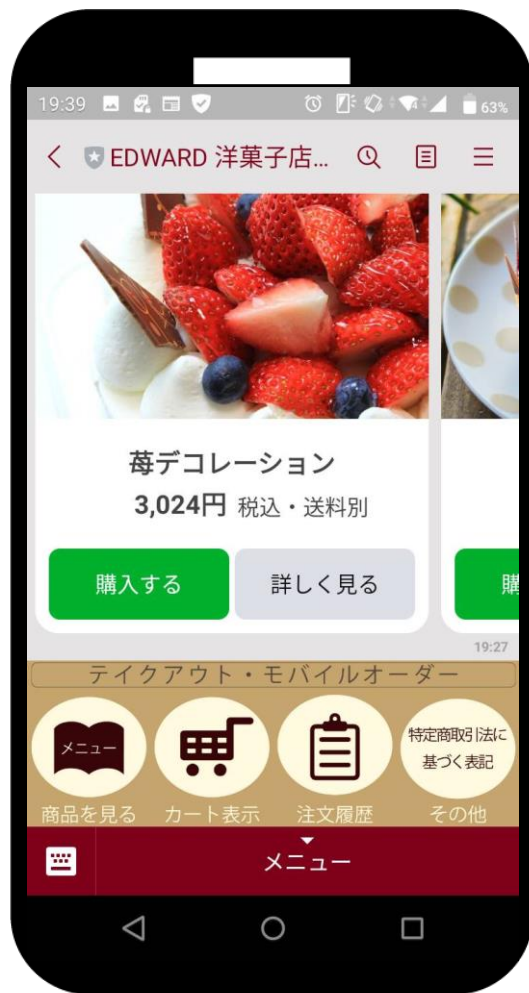 19:39
63%
EDWARD 洋菓子店...
苺デコレーション
3,024円 税込・送料別
購入する
詳しく見る
購
19:27
テイクアウト・モバイルオーダー
メニュー
特定商取引法に
基づく表記
商品を見る
カート表示
注文履歴
その他
メニュー